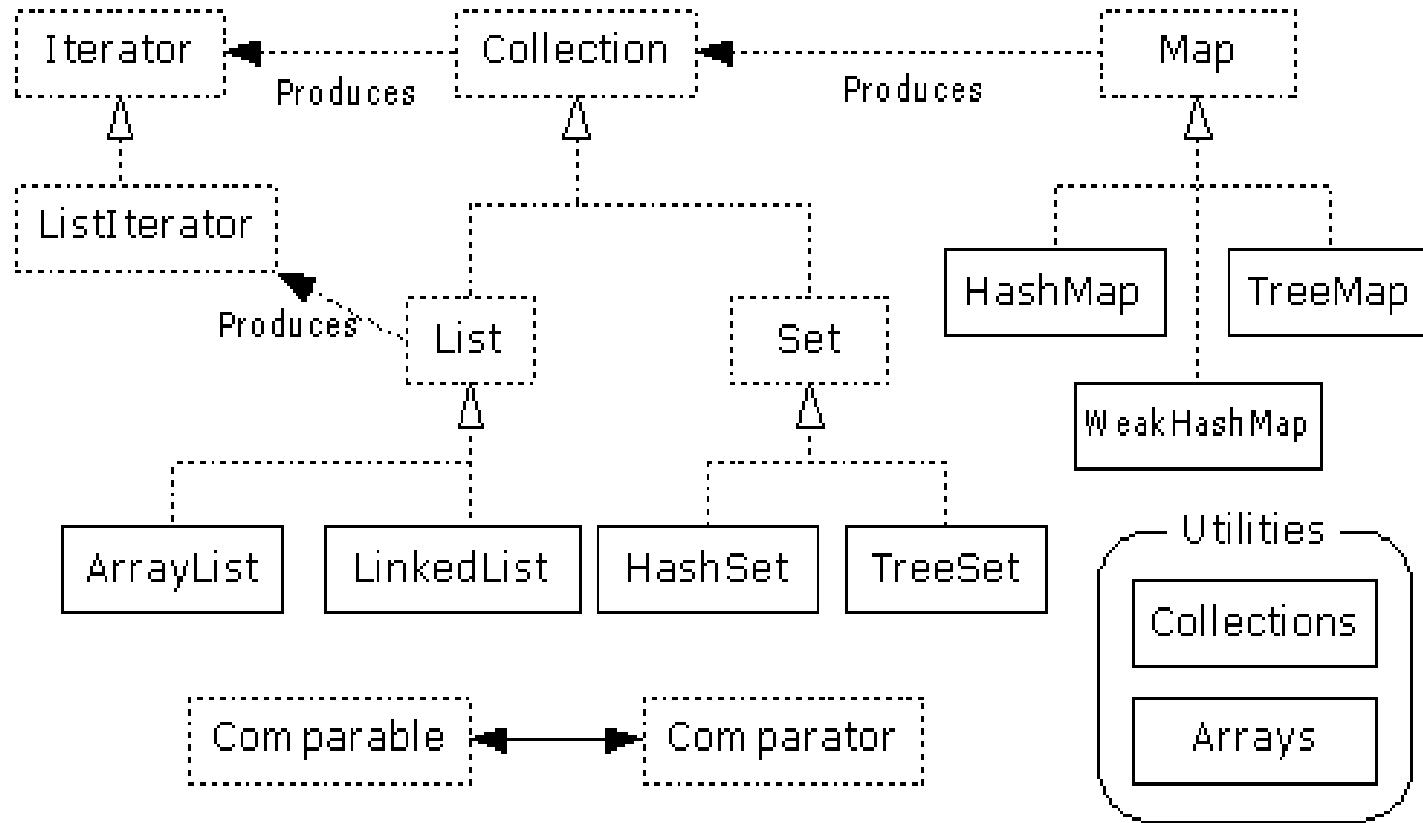 Iterator
Collection
Map
Produces
Produces
ListIterator
HashMap
TreeMap
Produces
List
Set
WeakHashMap
Utilities
ArrayList
LinkedList
HashSet
TreeSet
Collections
Comparable
Comparator
Arrays